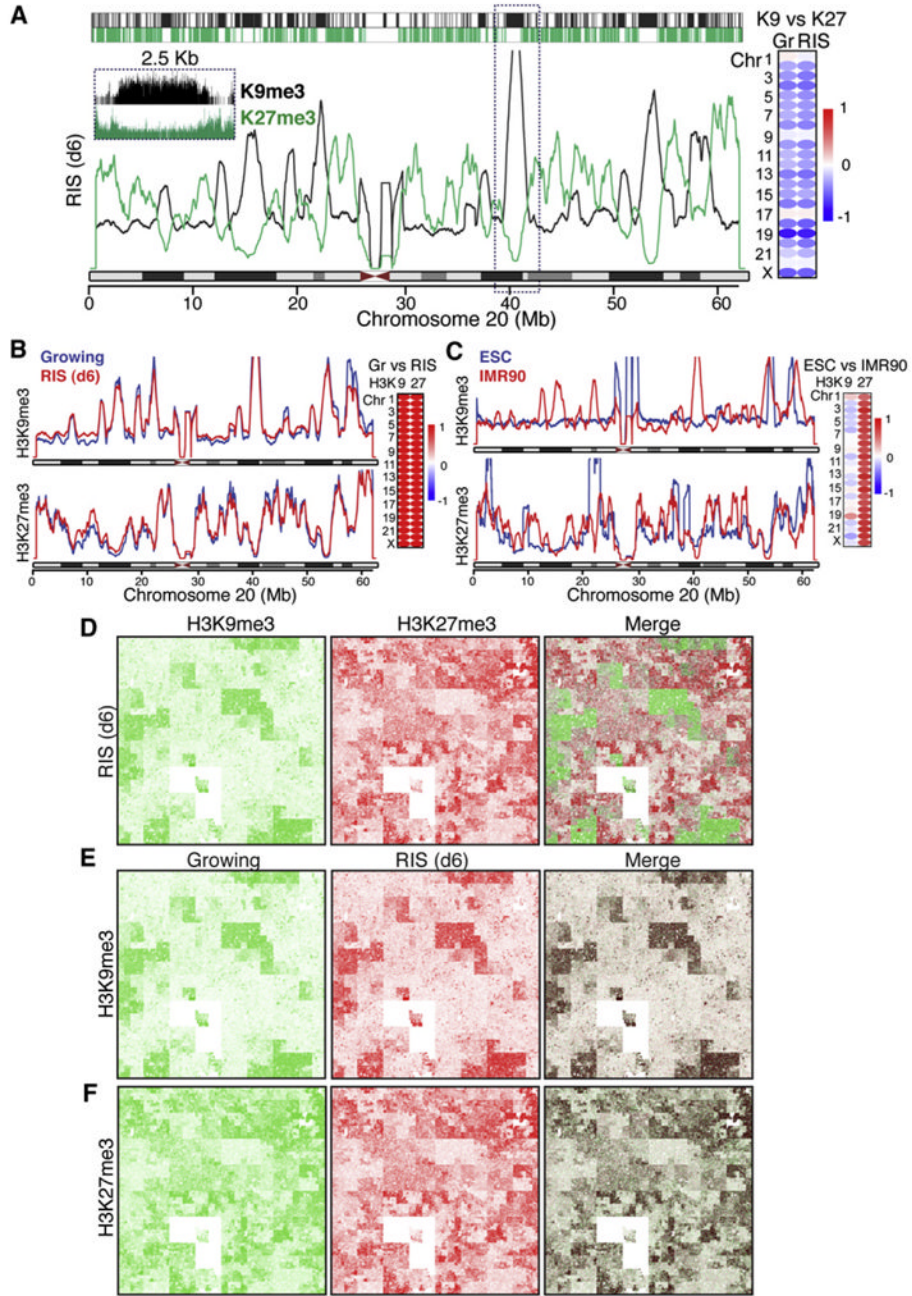 A
K9 vs K27
Gr RIS
2.5 Kb
K9me3
K27me3
RIS (d6)
Chr 1
3
5
7
9
11
13
15
17
19
21
X
1
0
-1
0 10 20 30 40 50 60
Chromosome 20 (Mb)
B
Growing
RIS (d6)
Gr vs RIS
H3K 9 27
Chr 1
3
5
7
9
11
13
15
17
19
21
X
1
0
-1
H3K9me3
H3K27me3
0 10 20 30 40 50 60
Chromosome 20 (Mb)
C
ESC
IMR90
ESC vs IMR90
H3K 9 27
Chr 1
3
5
7
9
11
13
15
17
19
21
X
1
0
-1
H3K9me3
H3K27me3
0 10 20 30 40 50 60
Chromosome 20 (Mb)
D
H3K9me3 H3K27me3 Merge
RIS (d6)
E
Growing RIS (d6) Merge
H3K9me3
F
H3K27me3